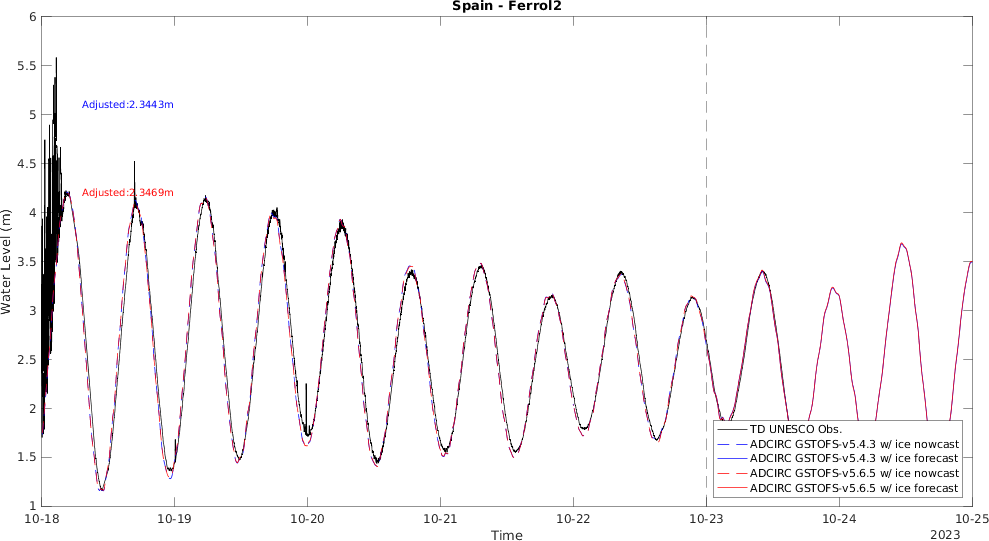 Spain - Ferrol2
6
5.5
5
4.5
4
3.5
3
2.5
2
1.5
1
Water Level (m)
Adjusted:2.3443m
Adjusted:2.3469m
TD UNESCO Obs.
ADCIRC GSTOFS-v5.4.3 w/ ice nowcast
ADCIRC GSTOFS-v5.4.3 w/ ice forecast
ADCIRC GSTOFS-v5.6.5 w/ ice nowcast
ADCIRC GSTOFS-v5.6.5 w/ ice forecast
10-18 10-19 10-20 10-21 10-22 10-23 10-24 10-25
Time
2023